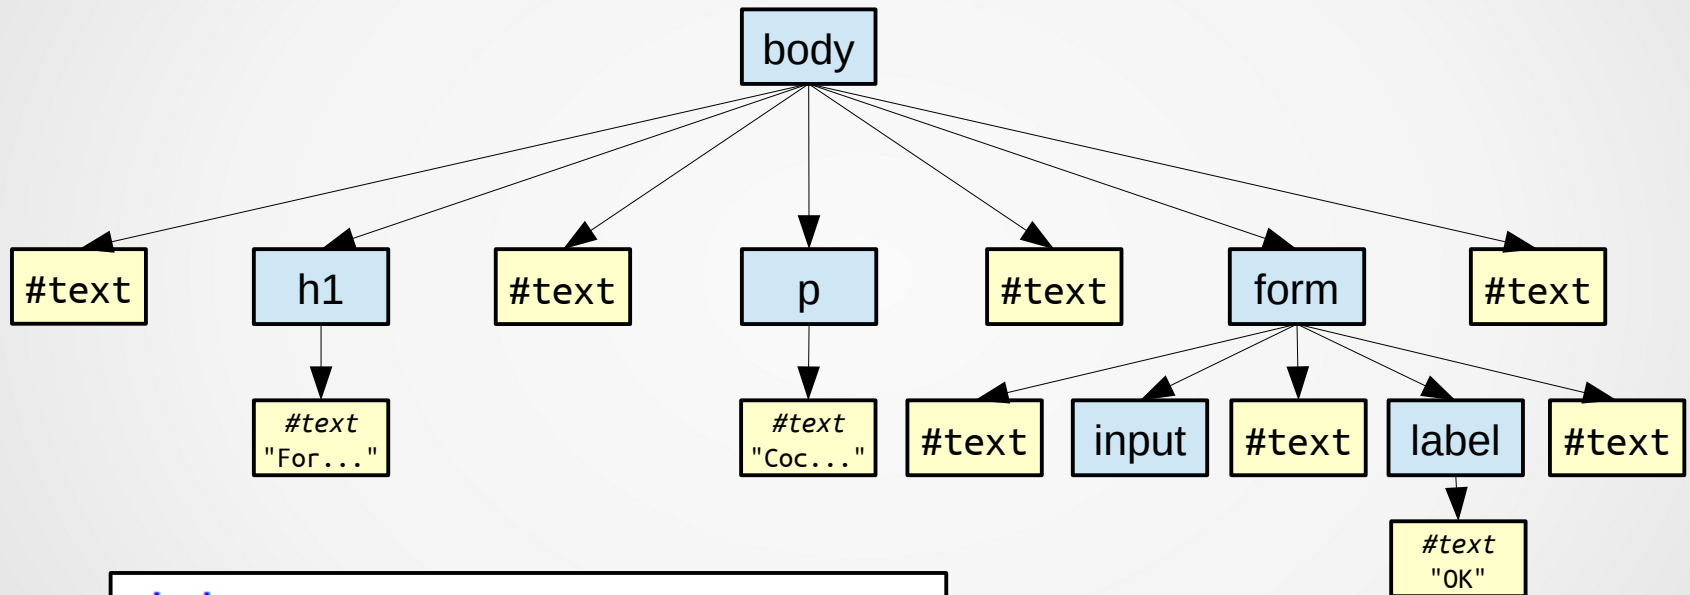 body
#text
h1
#text
p
#text
form
#text
#text
"For..."
#text
"Coc..."
#text
input
#text
label
#text
#text
"OK"